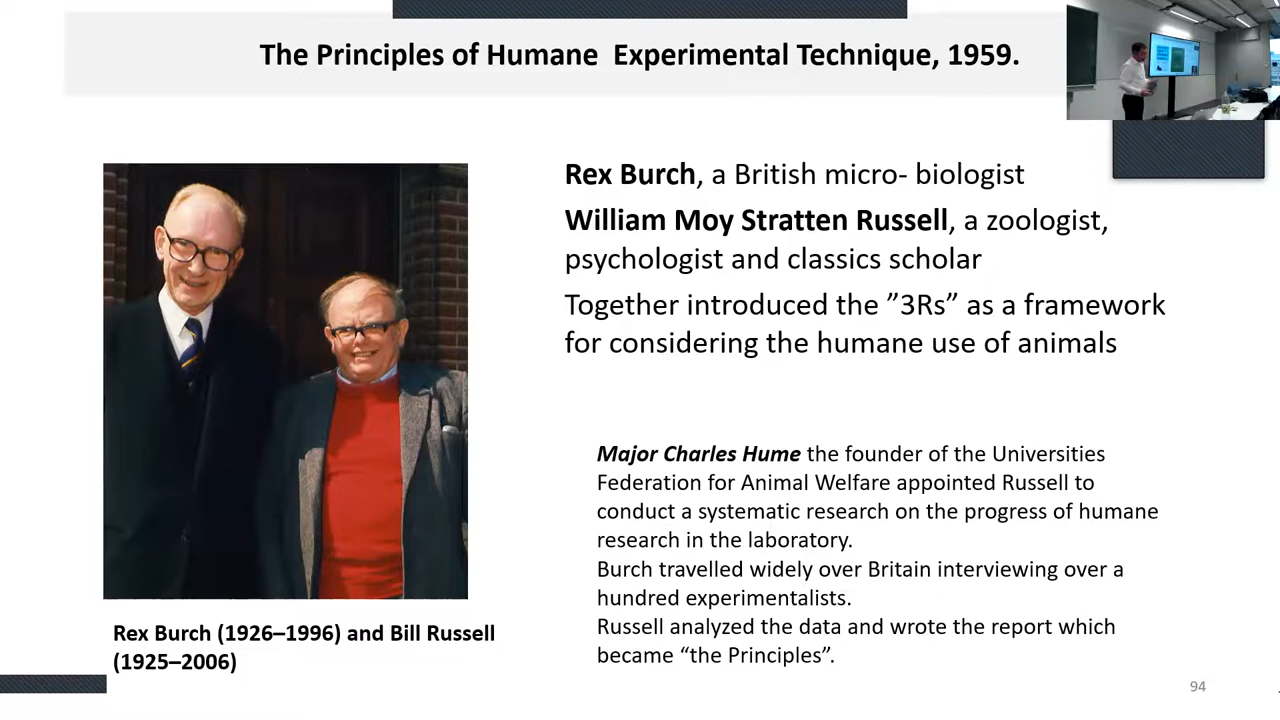 The Principles of Humane Experimental Technique, 1959.
Rex Burch, a British micro- biologist
William Moy Stratten Russell, a zoologist,
psychologist and classics scholar
Together introduced the ”3Rs” as a framework
for considering the humane use of animals
Major Charles Hume the founder of the Universities
Federation for Animal Welfare appointed Russell to
conduct a systematic research on the progress of humane
research in the laboratory.
Burch travelled widely over Britain interviewing over a
hundred experimentalists.
Russell analyzed the data and wrote the report which
became “the Principles”.
Rex Burch (1926–1996) and Bill Russell
(1925–2006)
94